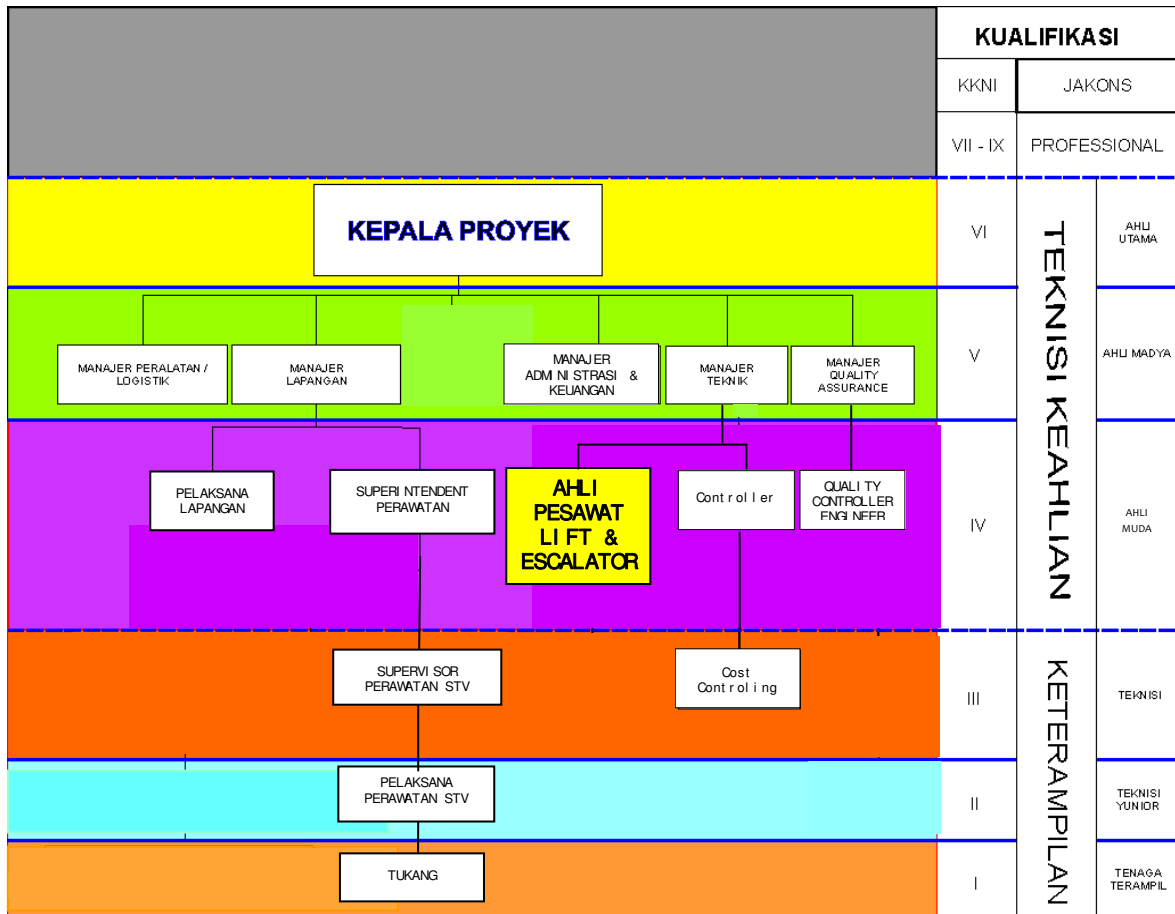 KUALIFIKASI
KKNI
JAKONS
VII - IX
PROFESSIONAL
KEPALA PROYEK
VI
AHLI
UTAMA
MANAJER PERALATAN /
LOGISTIK
MANAJER
LAPANGAN
MANAJER
ADMINISTRASI &
KEUANGAN
MANAJER
TEKNIK
MANAJER
QUALITY
ASSURANCE
V
AHLI MADYA
TEKNISI KEAHLIAN
PELAKSANA
LAPANGAN
SUPERINTENDENT
PERAWATAN
AHLI
PESAWAT
LIFT &
ESCALATOR
Controller
QUALITY
CONTROLLER
ENGINEER
IV
AHLI
MUDA
SUPERVISOR
PERAWATAN STV
Cost
Controling
III
TEKNISI
KETERAMPILAN
PELAKSANA
PERAWATAN STV
II
TEKNISI
YUNIOR
TUKANG
I
TENAGA
TERAMPIL